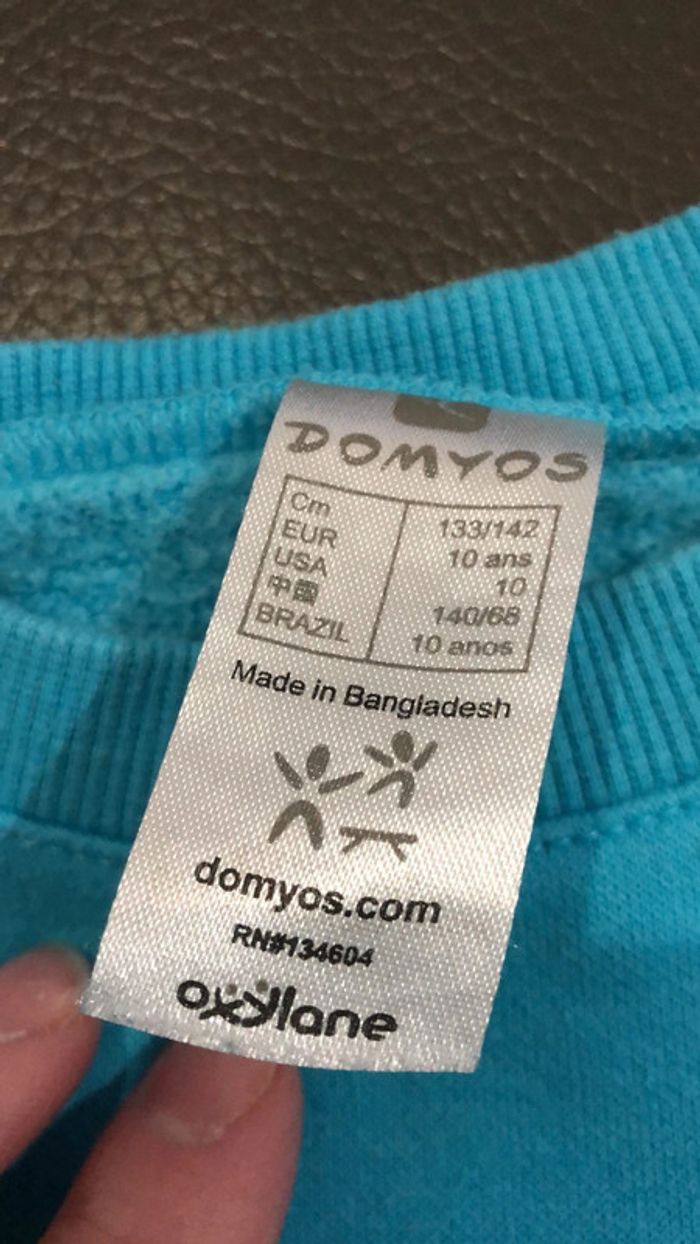 DOMYOS
Cm 133/142
EUR 10 ans
USA 10
中国 140/68
BRAZIL 10 anos
Made in Bangladesh
domyos.com
RN#134604
oxylane